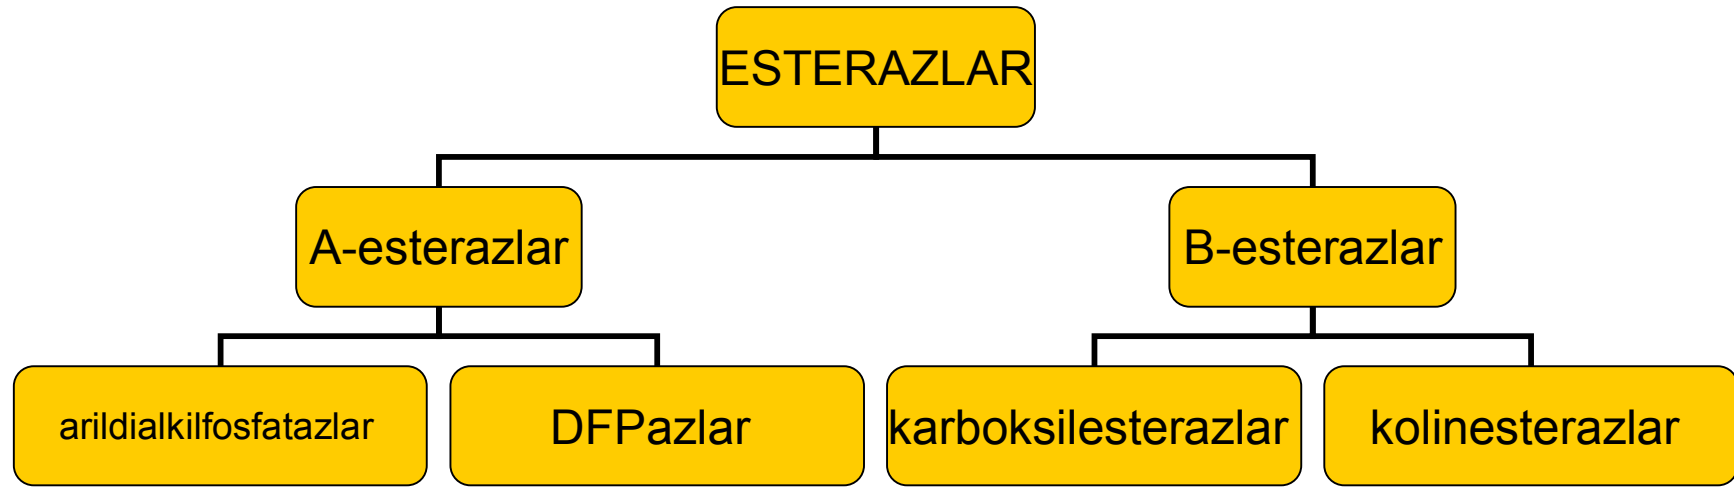 ESTERAZLAR
A-esterazlar
B-esterazlar
arildialkilfosfatazlar
DFPazlar
karboksilesterazlar
kolinesterazlar